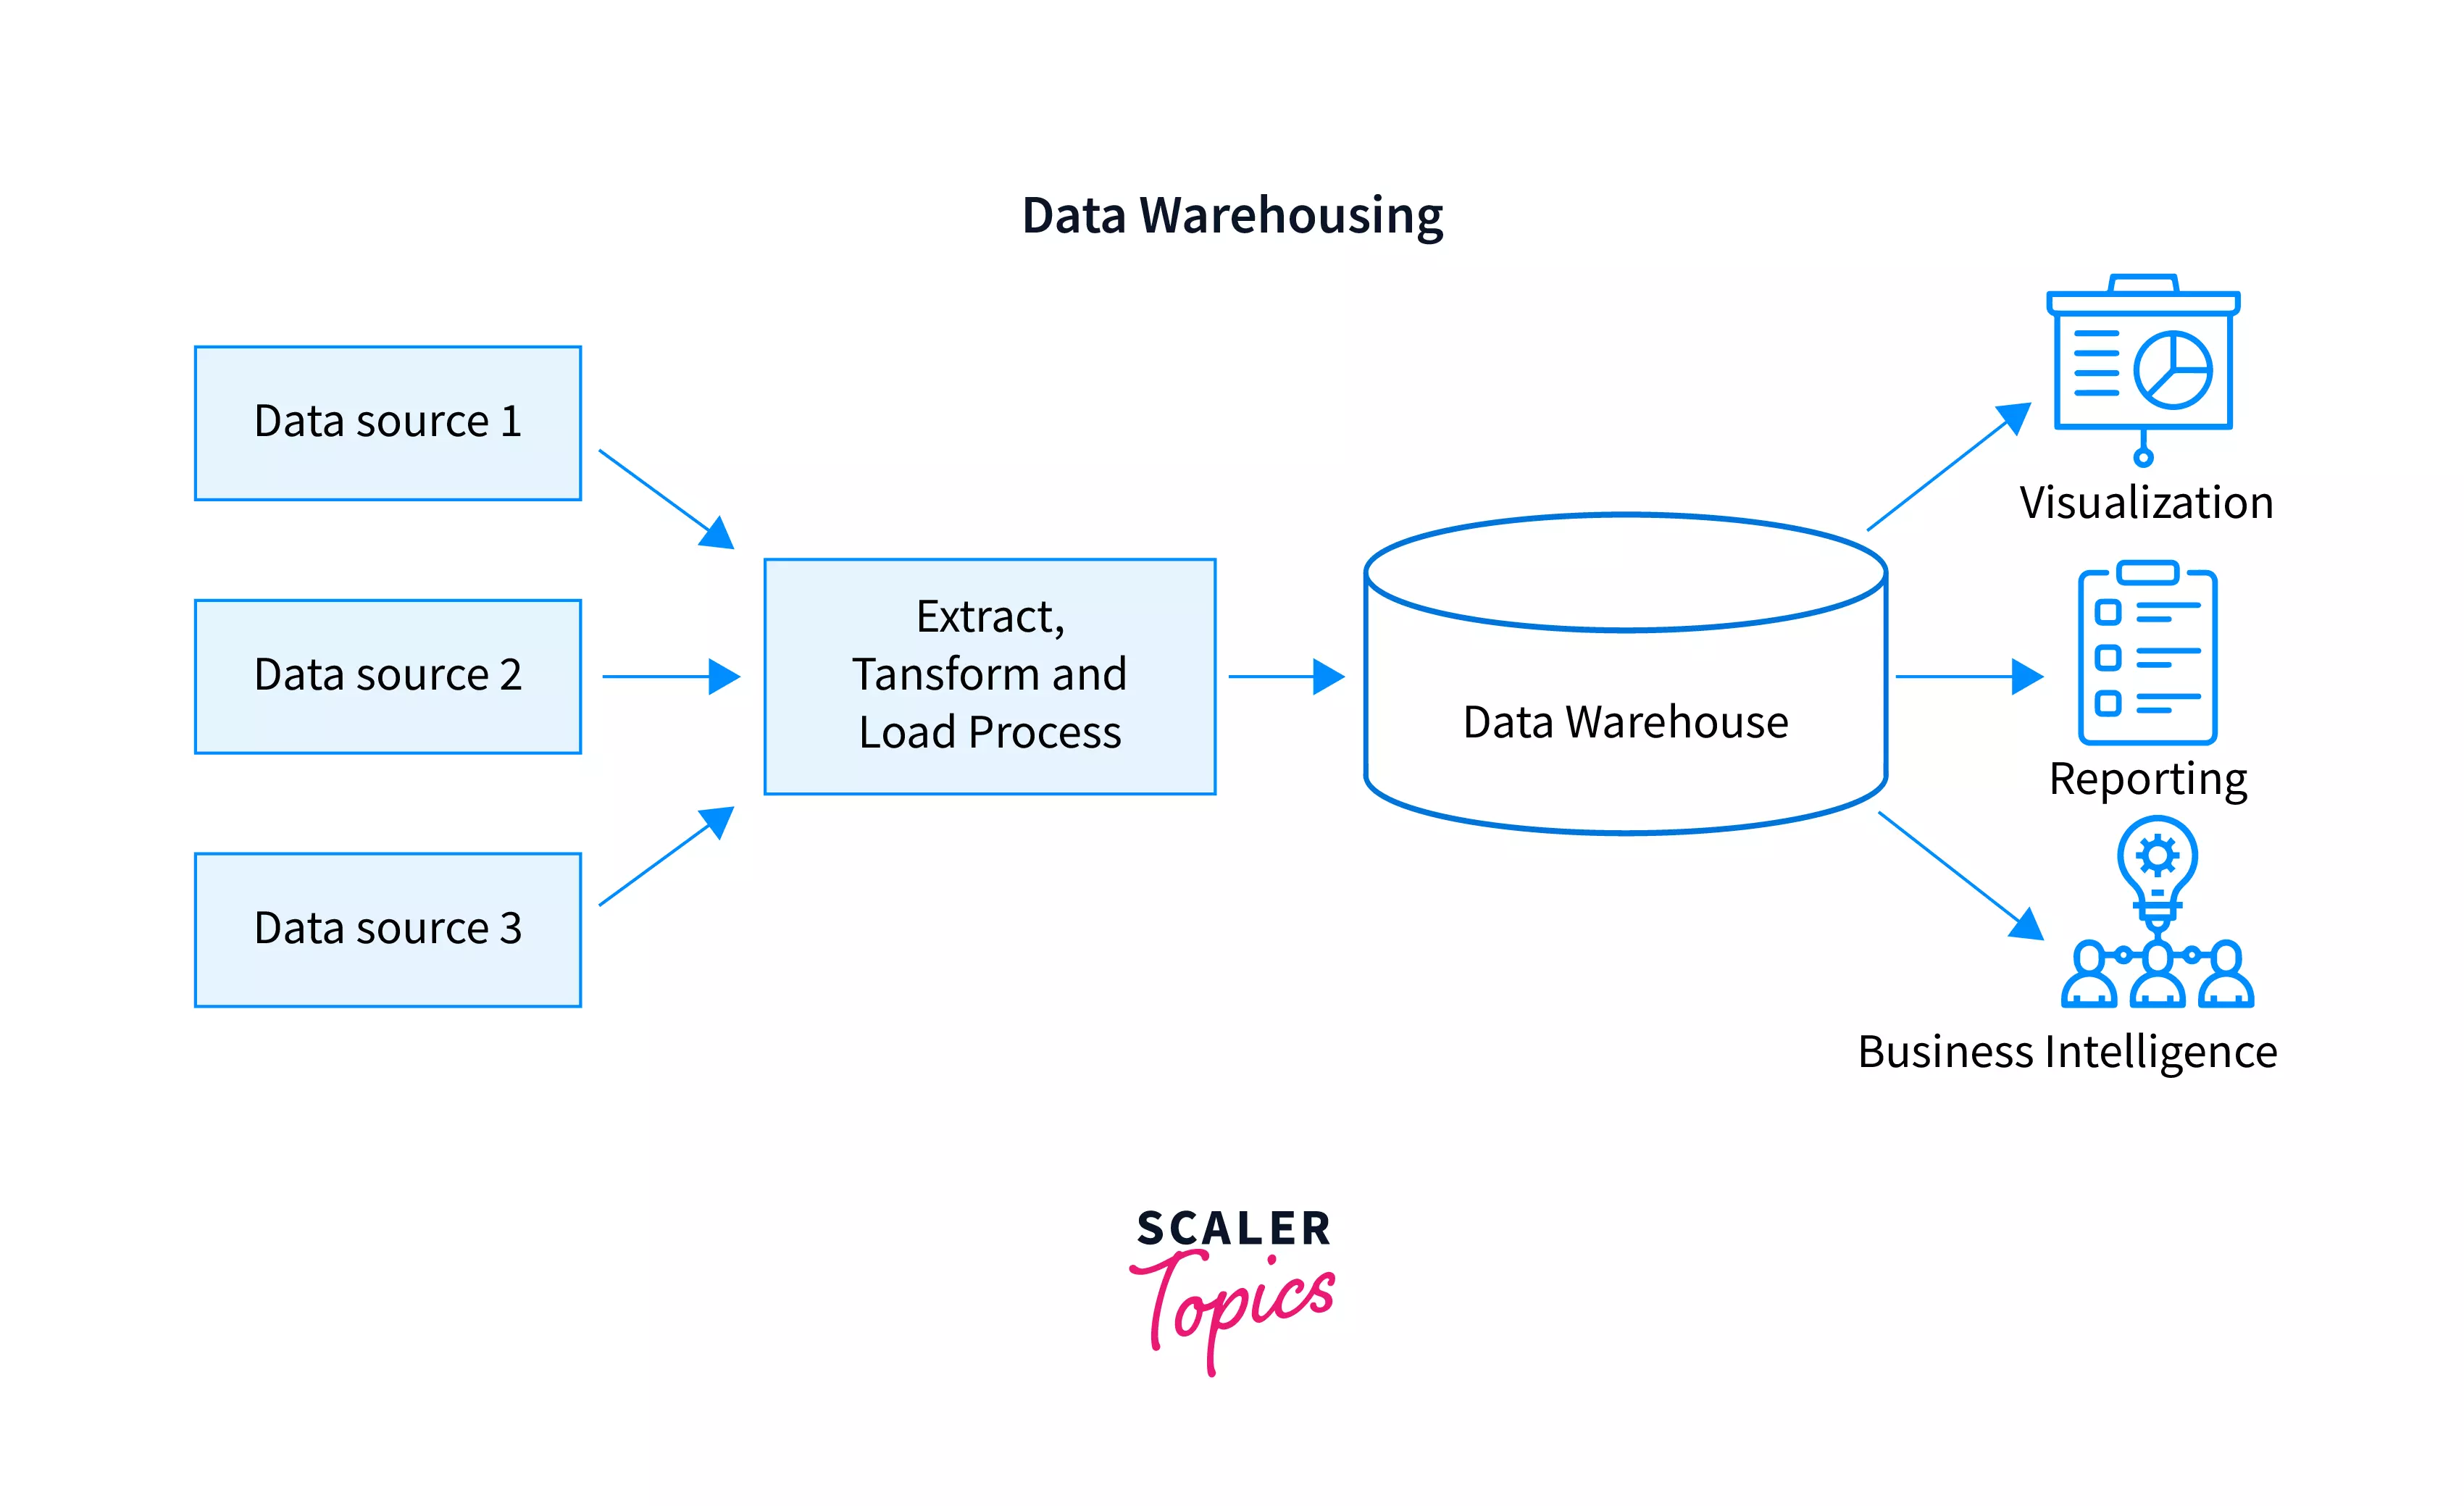 Data Warehousing
Data source 1
Data source 2
Data source 3
Extract,
Tansform and
Load Process
Data Warehouse
Visualization
Reporting
Business Intelligence
SCALER
Topics